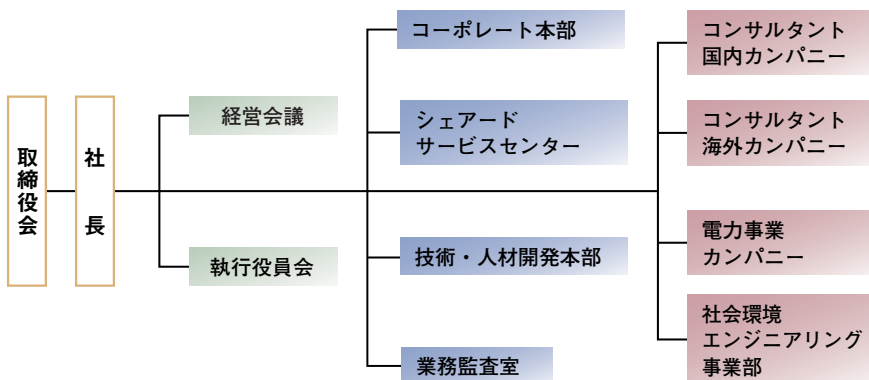 取締役会
社長
経営会議
執行役員会
コーポレート本部
シェアード
サービスセンター
技術・人材開発本部
業務監査室
コンサルタント
国内カンパニー
コンサルタント
海外カンパニー
電力事業
カンパニー
社会環境
エンジニアリング
事業部